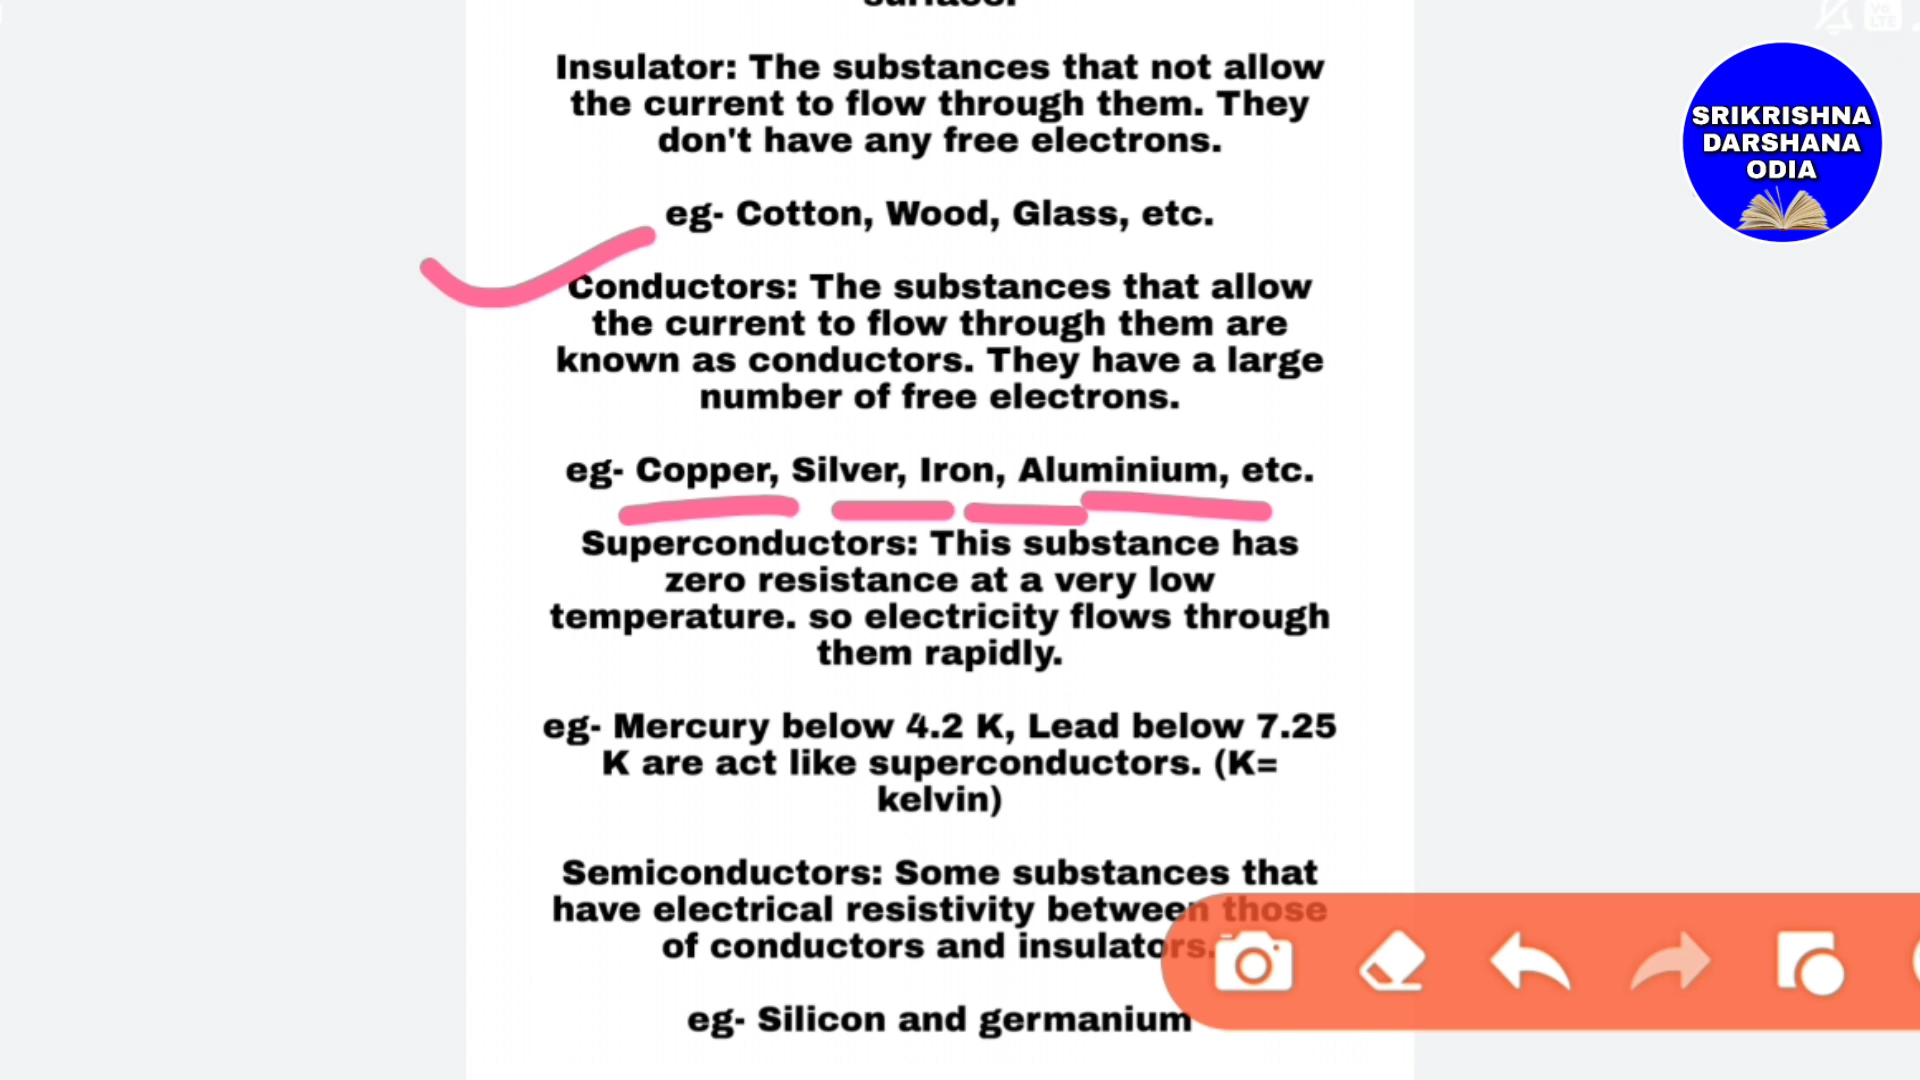 surface.
Insulator: The substances that not allow
the current to flow through them. They
don't have any free electrons.
eg- Cotton, Wood, Glass, etc.
Conductors: The substances that allow
the current to flow through them are
known as conductors. They have a large
number of free electrons.
eg- Copper, Silver, Iron, Aluminium, etc.
Superconductors: This substance has
zero resistance at a very low
temperature. so electricity flows through
them rapidly.
eg- Mercury below 4.2 K, Lead below 7.25
K are act like superconductors. (K=
kelvin)
Semiconductors: Some substances that
have electrical resistivity between those
of conductors and insulators.
eg- Silicon and germanium
Vo
LTE
SRIKRISHNA
DARSHANA
ODIA